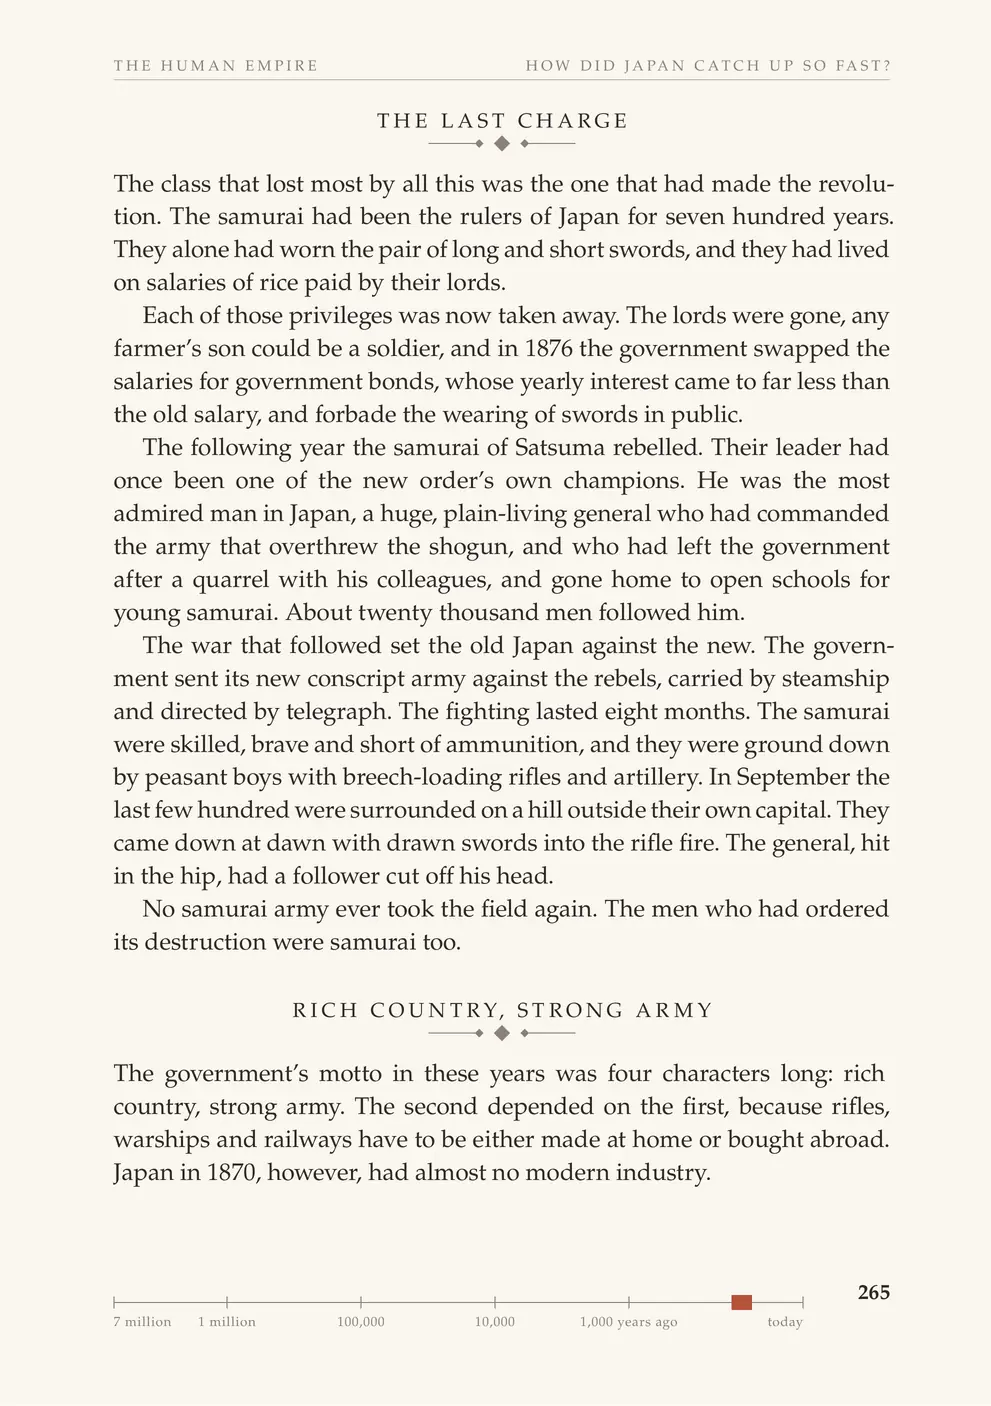 THE HUMAN EMPIRE
HOW DID JAPAN CATCH UP SO FAST?
THE LAST CHARGE
The class that lost most by all this was the one that had made the revolu-
tion. The samurai had been the rulers of Japan for seven hundred years.
They alone had worn the pair of long and short swords, and they had lived
on salaries of rice paid by their lords.
Each of those privileges was now taken away. The lords were gone, any
farmer’s son could be a soldier, and in 1876 the government swapped the
salaries for government bonds, whose yearly interest came to far less than
the old salary, and forbade the wearing of swords in public.
The following year the samurai of Satsuma rebelled. Their leader had
once been one of the new order’s own champions. He was the most
admired man in Japan, a huge, plain-living general who had commanded
the army that overthrew the shogun, and who had left the government
after a quarrel with his colleagues, and gone home to open schools for
young samurai. About twenty thousand men followed him.
The war that followed set the old Japan against the new. The govern-
ment sent its new conscript army against the rebels, carried by steamship
and directed by telegraph. The fighting lasted eight months. The samurai
were skilled, brave and short of ammunition, and they were ground down
by peasant boys with breech-loading rifles and artillery. In September the
last few hundred were surrounded on a hill outside their own capital. They
came down at dawn with drawn swords into the rifle fire. The general, hit
in the hip, had a follower cut off his head.
No samurai army ever took the field again. The men who had ordered
its destruction were samurai too.
RICH COUNTRY, STRONG ARMY
The government’s motto in these years was four characters long: rich
country, strong army. The second depended on the first, because rifles,
warships and railways have to be either made at home or bought abroad.
Japan in 1870, however, had almost no modern industry.
265
7 million 1 million 100,000 10,000 1,000 years ago today